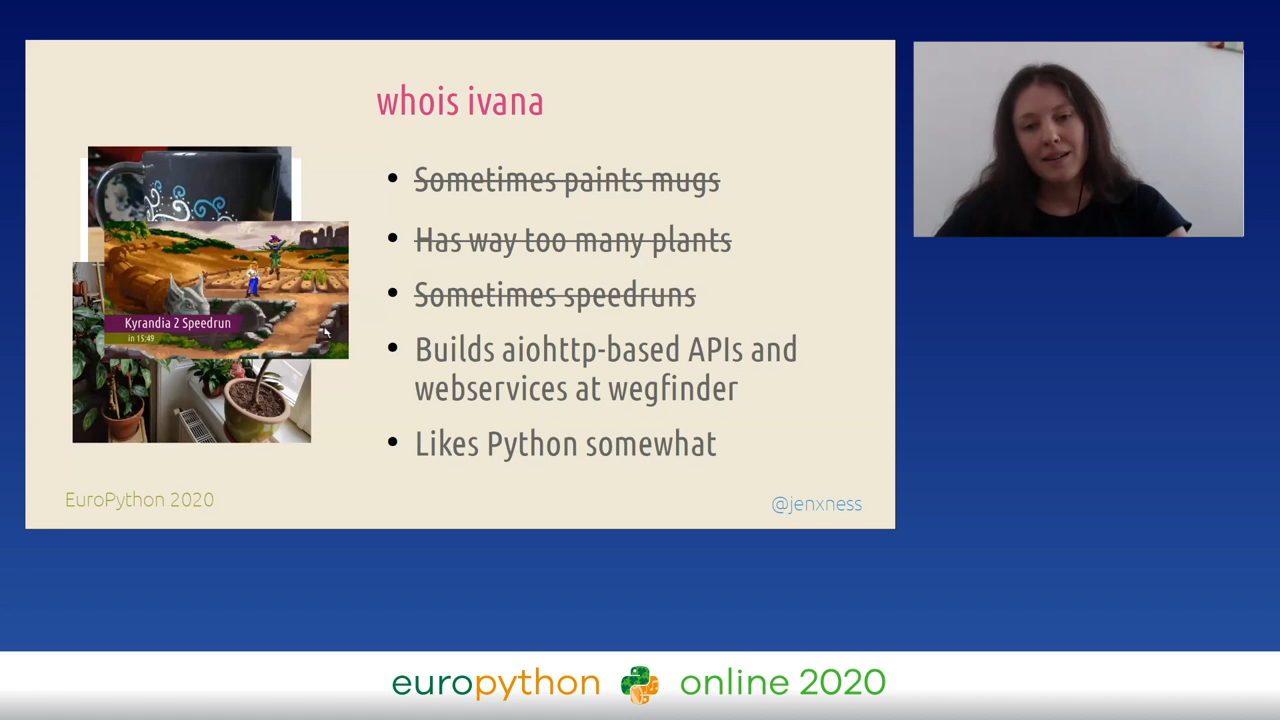 whois ivana
Sometimes paints mugs
Has way too many plants
Sometimes speedruns
Builds aiohttp-based APIs and
webservices at wegfinder
Likes Python somewhat
Kyrandia 2 Speedrun
in 15:49
EuroPython 2020
@jenxness
europython online 2020